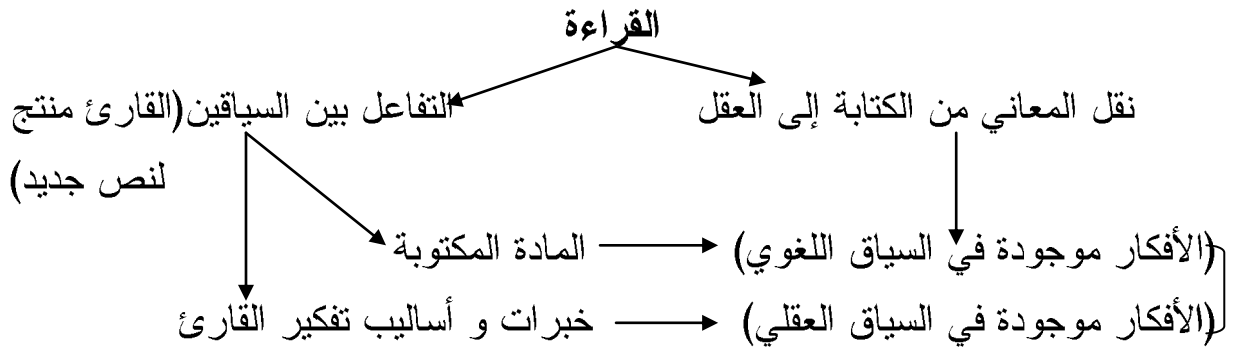 القراءة
نقل المعاني من الكتابة إلى العقل
التفاعل بين السياقين(القارئ منتج
لنص جديد)
(الأفكار موجودة في السياق اللغوي)
المادة المكتوبة
(الأفكار موجودة في السياق العقلي)
خبرات و أساليب تفكير القارئ